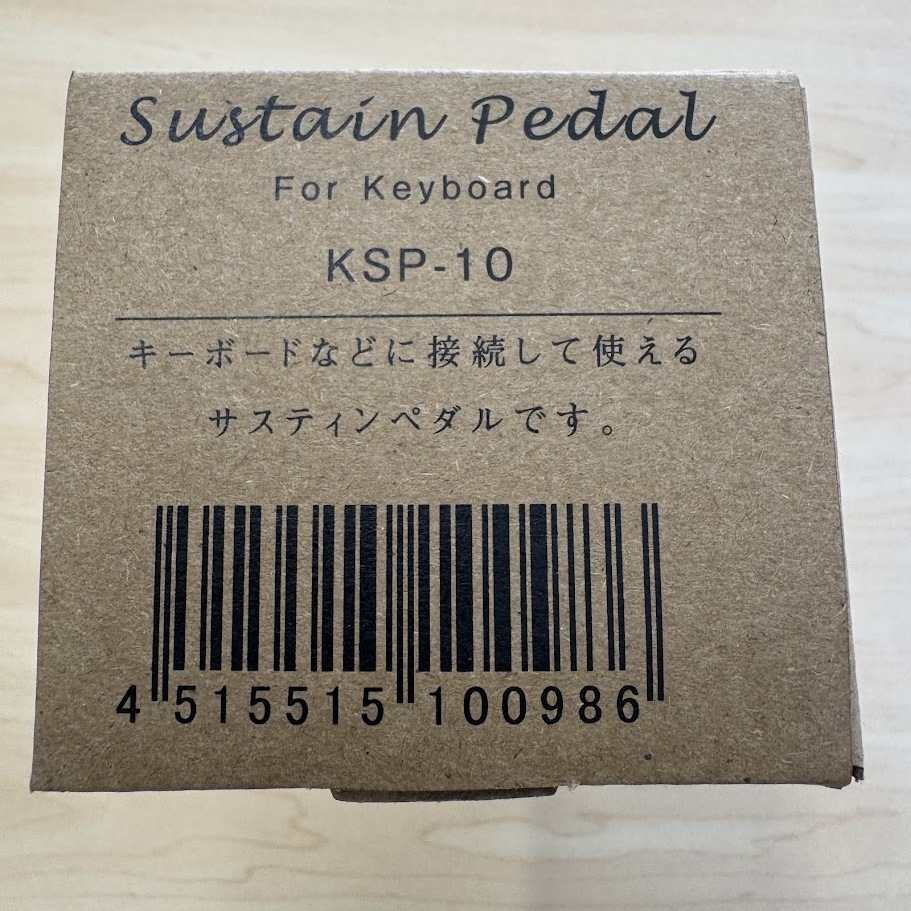 Sustain Pedal
For Keyboard
KSP-10
キーボードなどに接続して使える
サスティンペダルです。
4 515515 100986